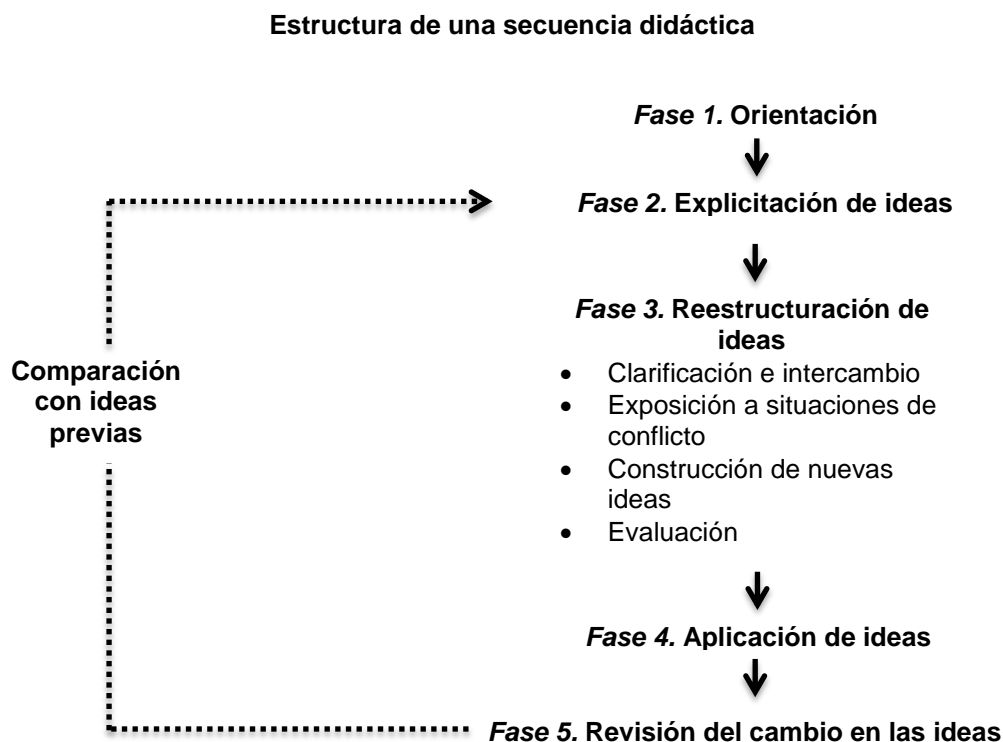 Estructura de una secuencia didáctica
Fase 1. Orientación
Fase 2. Explicitación de ideas
Fase 3. Reestructuración de
ideas
• Clarificación e intercambio
• Exposición a situaciones de
conflicto
• Construcción de nuevas
ideas
• Evaluación
Comparación
con ideas
previas
Fase 4. Aplicación de ideas
Fase 5. Revisión del cambio en las ideas